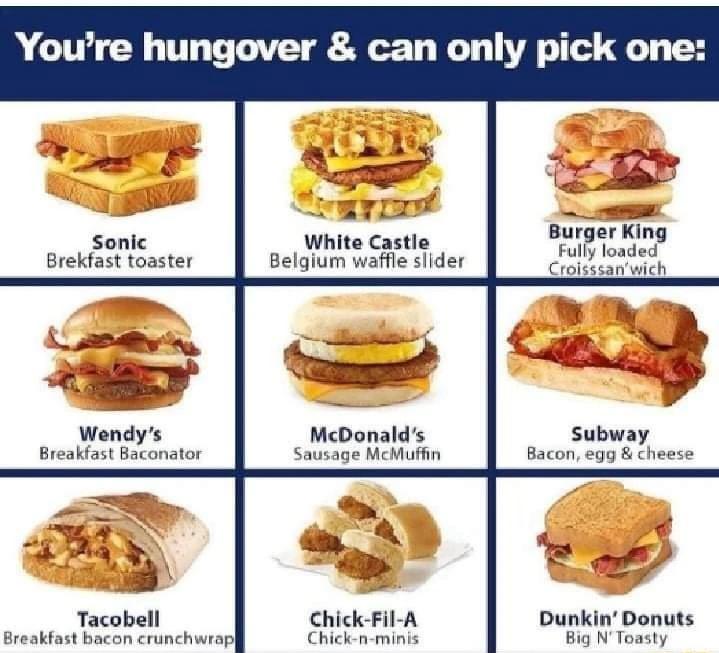 You're hungover & can only pick one:
Sonic
Brekfast toaster
White Castle
Belgium waffle slider
Burger King
Fully loaded
Croisssan'wich
Wendy's
Breakfast Baconator
McDonald's
Sausage McMuffin
Subway
Bacon, egg & cheese
Tacobell
Breakfast bacon crunchwrap
Chick-Fil-A
Chick-n-minis
Dunkin' Donuts
Big N' Toasty